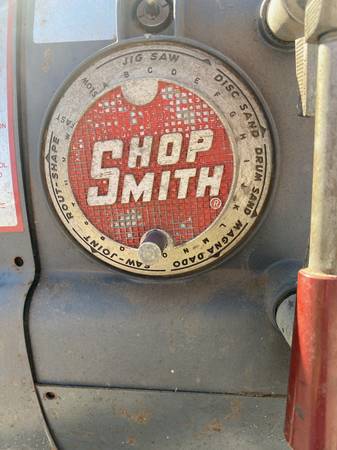 JIG SAW
DISC SAND
DRUM SAND
MAGNA-DADO
SAW-JOINT
ROUT-SHAPE
A B C D E F G H I
K L M N O
SHOP
SMITH
®